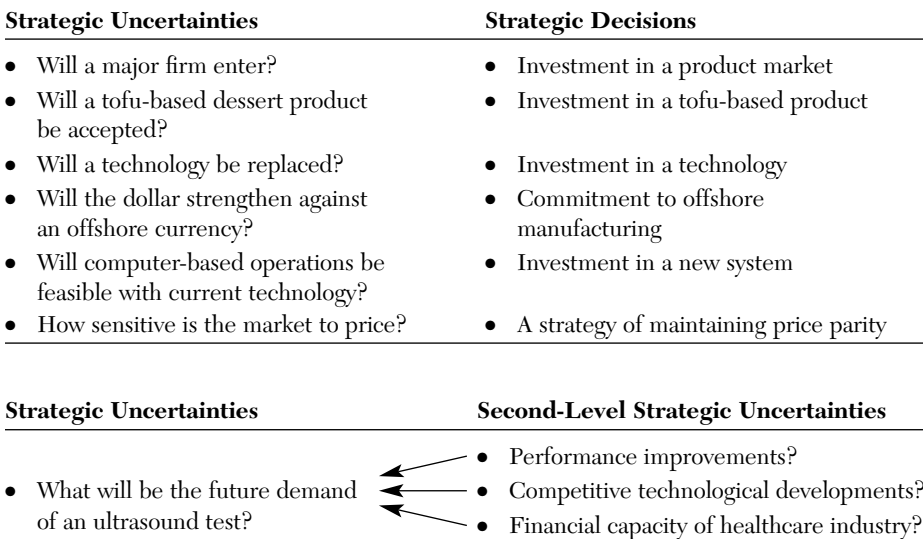 Strategic Uncertainties Strategic Decisions
• Will a major firm enter? • Investment in a product market
• Will a tofu-based dessert product • Investment in a tofu-based product
be accepted?
• Will a technology be replaced? • Investment in a technology
• Will the dollar strengthen against • Commitment to offshore
an offshore currency? manufacturing
• Will computer-based operations be • Investment in a new system
feasible with current technology?
• How sensitive is the market to price? • A strategy of maintaining price parity
Strategic Uncertainties Second-Level Strategic Uncertainties
• Performance improvements?
• What will be the future demand • Competitive technological developments?
of an ultrasound test? • Financial capacity of healthcare industry?